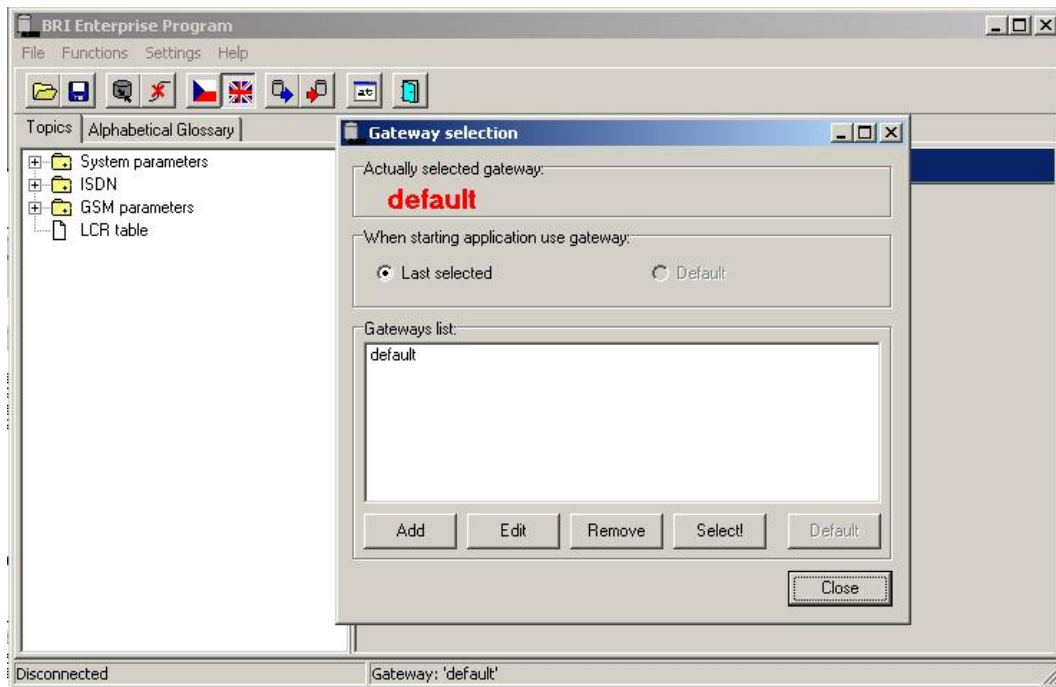 BRI Enterprise Program
File Functions Settings Help
Topics Alphabetical Glossary
System parameters
ISDN
GSM parameters
LCR table
Gateway selection
Actually selected gateway:
default
When starting application use gateway:
Last selected Default
Gateways list:
default
Add Edit Remove Select! Default
Close
Disconnected Gateway: 'default'